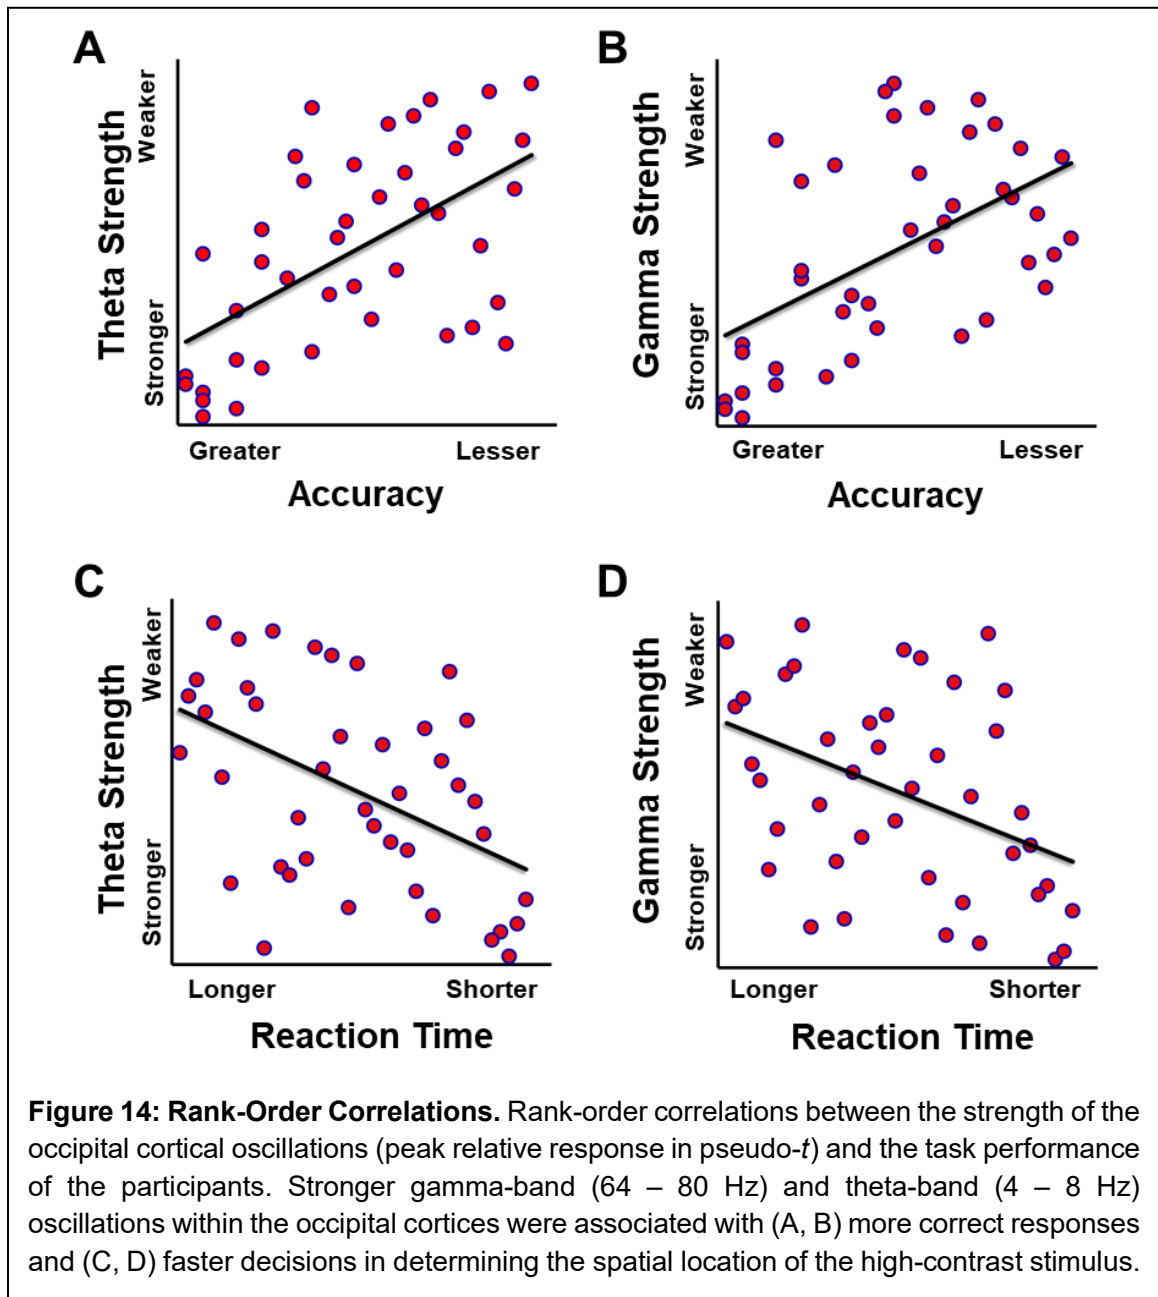 A
Theta Strength
Weaker
Stronger
Greater
Lesser
Accuracy
B
Gamma Strength
Weaker
Stronger
Greater
Lesser
Accuracy
C
Theta Strength
Weaker
Stronger
Longer
Shorter
Reaction Time
D
Gamma Strength
Weaker
Stronger
Longer
Shorter
Reaction Time
Figure 14: Rank-Order Correlations. Rank-order correlations between the strength of the
occipital cortical oscillations (peak relative response in pseudo-t) and the task performance
of the participants. Stronger gamma-band (64 – 80 Hz) and theta-band (4 – 8 Hz)
oscillations within the occipital cortices were associated with (A, B) more correct responses
and (C, D) faster decisions in determining the spatial location of the high-contrast stimulus.